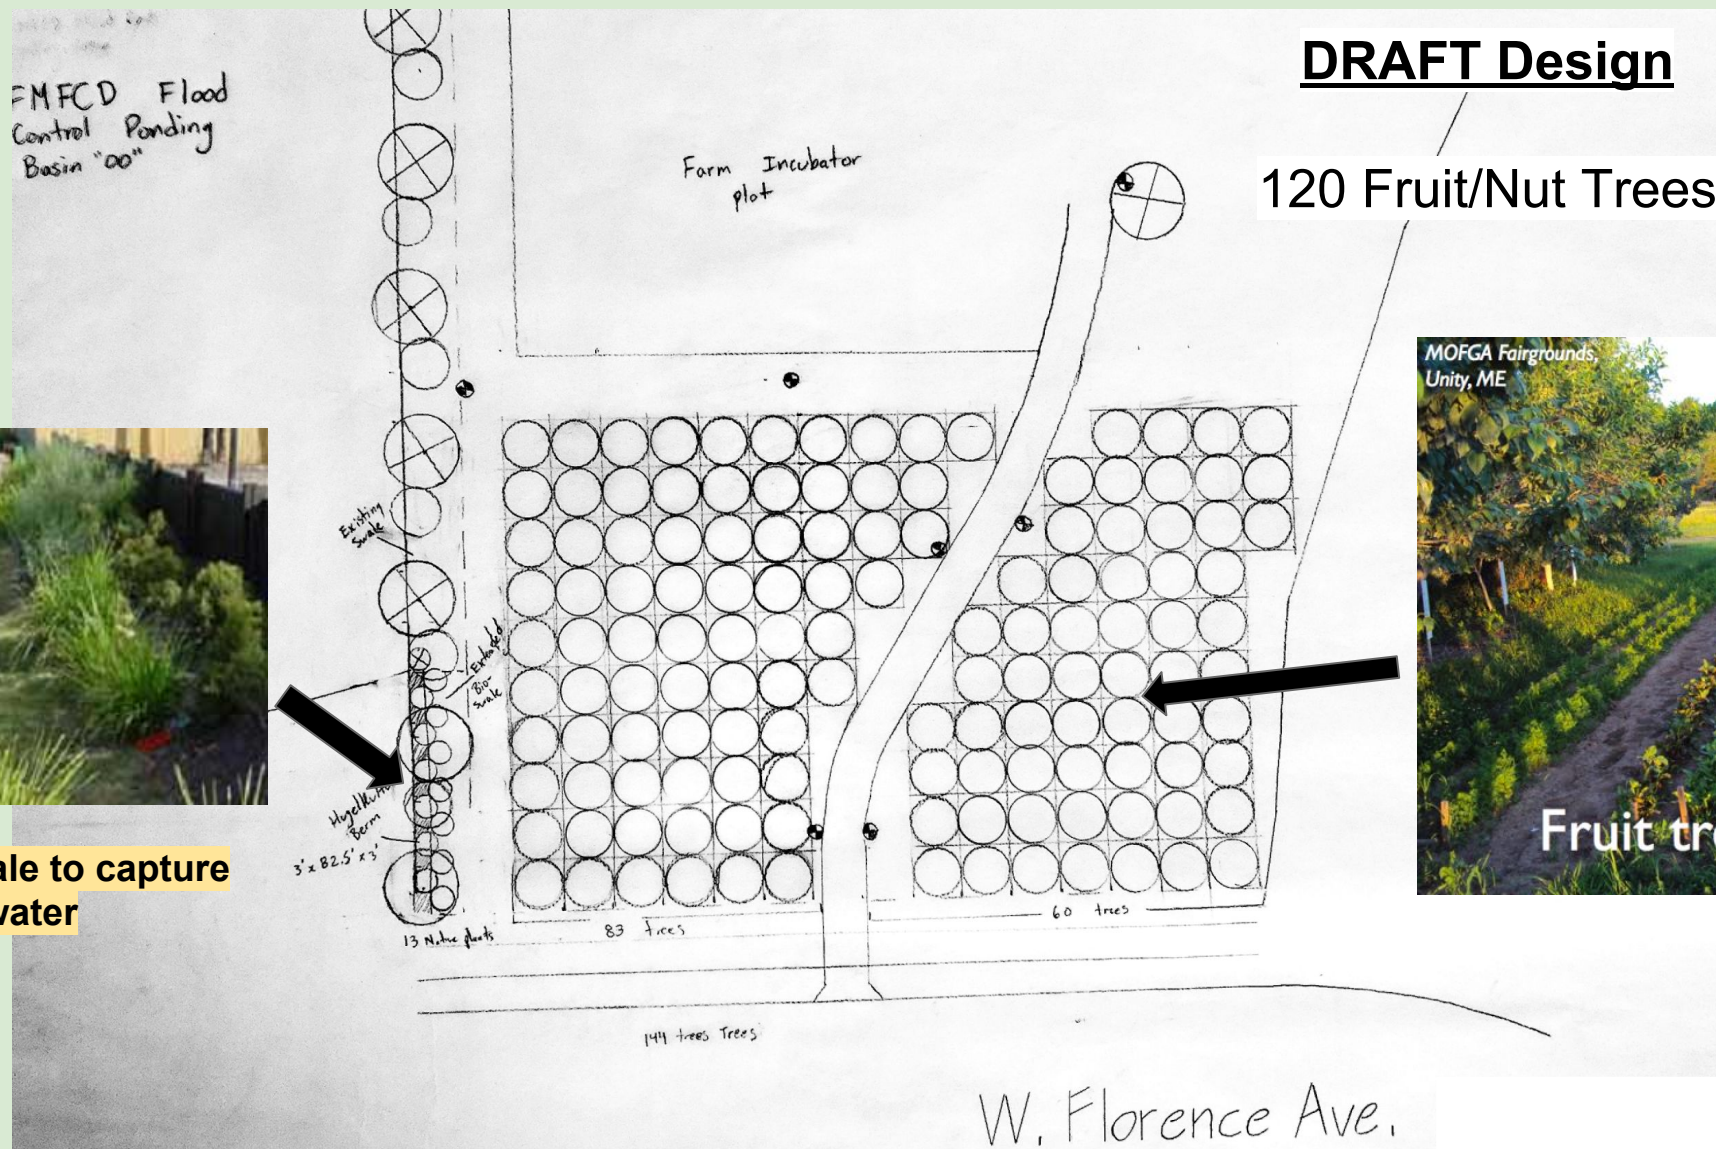 FMFCD Flood
Control Ponding
Basin "OO"
DRAFT Design
Farm Incubator
plot
120 Fruit/Nut Trees
MOFGA Fairgrounds,
Unity, ME
Existing
Swale
Extended
Bio-
swale
Berm
3' x 82.5' x 3'
ale to capture
water
Fruit tre
13 Native plants
83 trees
60 trees
144 trees Trees
W. Florence Ave.